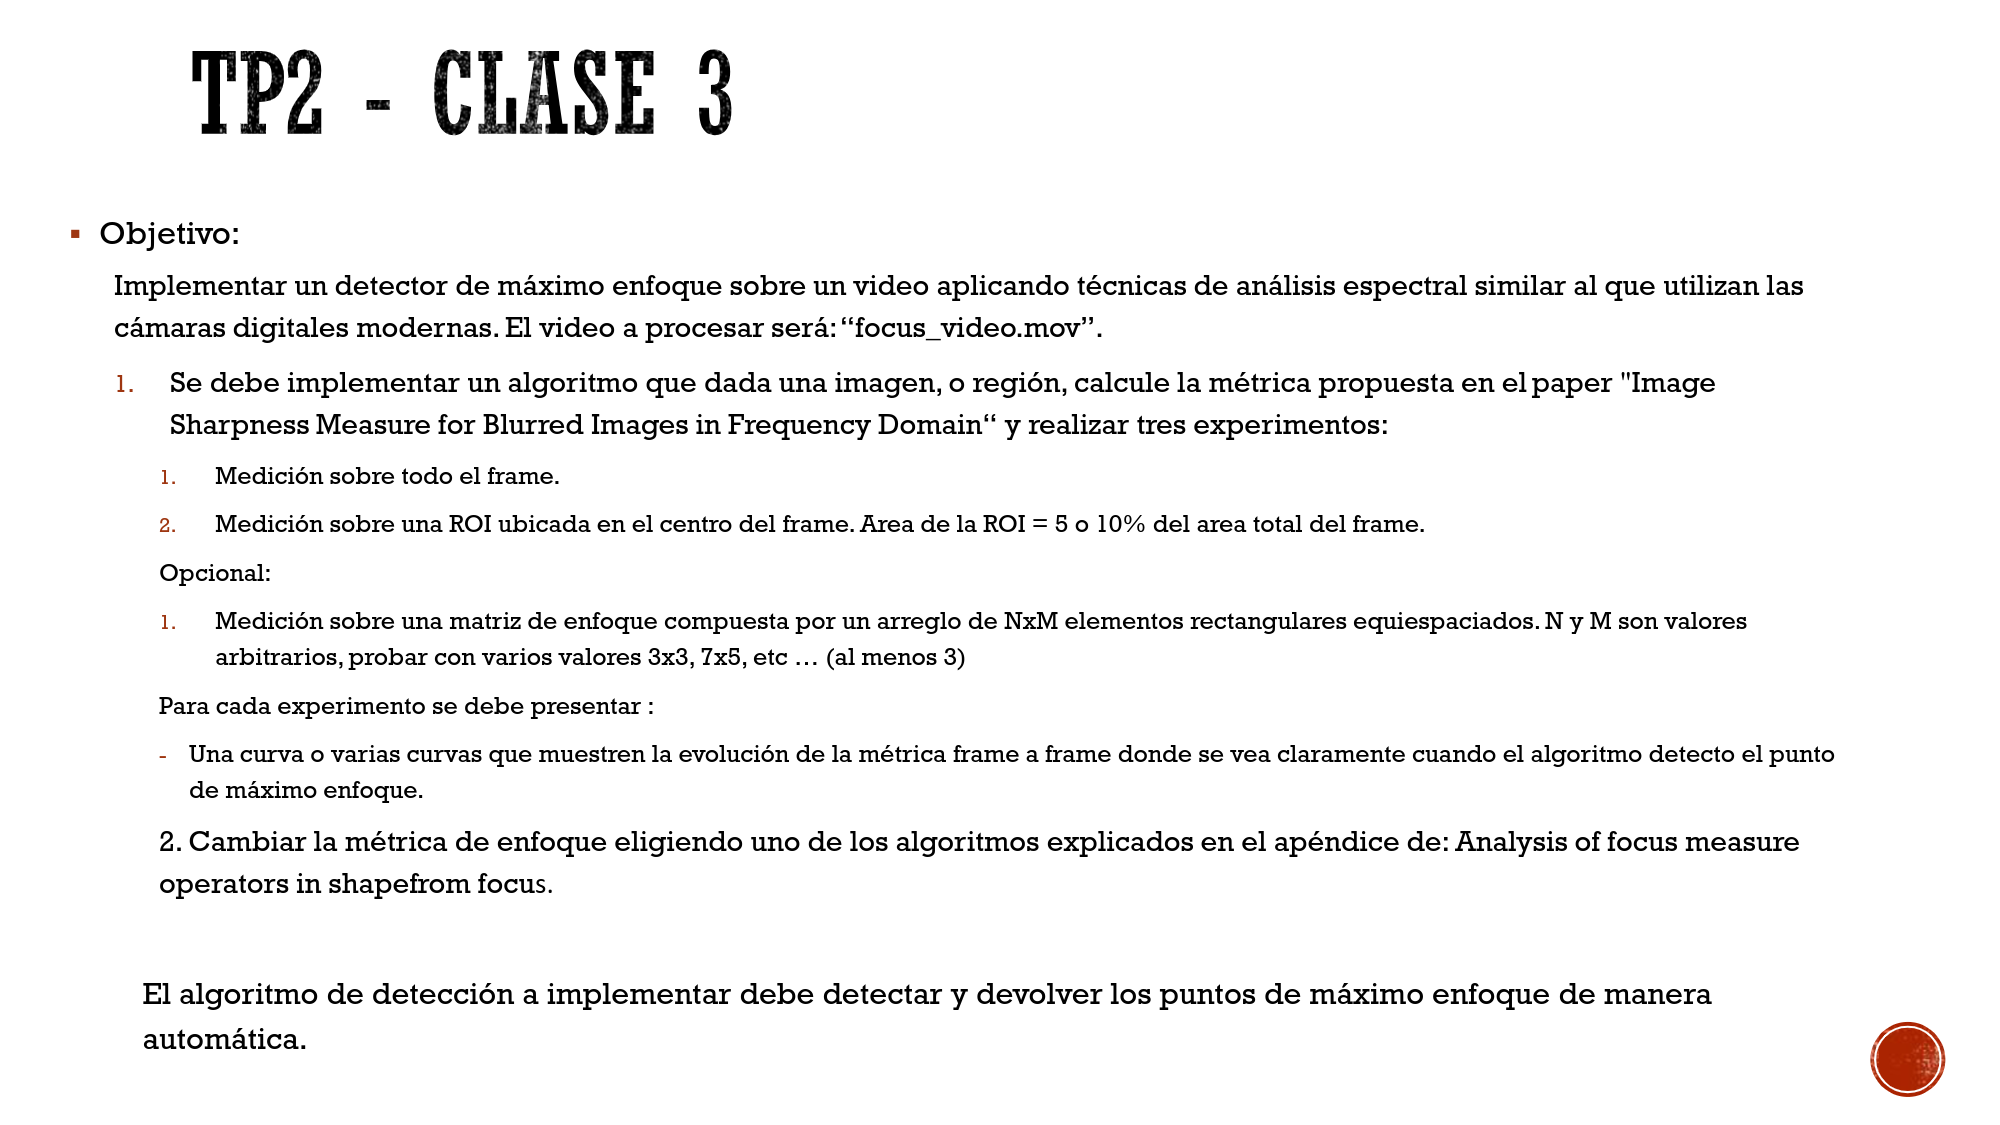 TP2 - CLASE 3
▪ Objetivo:
Implementar un detector de máximo enfoque sobre un video aplicando técnicas de análisis espectral similar al que utilizan las
cámaras digitales modernas. El video a procesar será: “focus_video.mov”.
1. Se debe implementar un algoritmo que dada una imagen, o región, calcule la métrica propuesta en el paper "Image
Sharpness Measure for Blurred Images in Frequency Domain“ y realizar tres experimentos:
1. Medición sobre todo el frame.
2. Medición sobre una ROI ubicada en el centro del frame. Area de la ROI = 5 o 10% del area total del frame.
Opcional:
1. Medición sobre una matriz de enfoque compuesta por un arreglo de NxM elementos rectangulares equiespaciados. N y M son valores
arbitrarios, probar con varios valores 3x3, 7x5, etc … (al menos 3)
Para cada experimento se debe presentar :
- Una curva o varias curvas que muestren la evolución de la métrica frame a frame donde se vea claramente cuando el algoritmo detecto el punto
de máximo enfoque.
2. Cambiar la métrica de enfoque eligiendo uno de los algoritmos explicados en el apéndice de: Analysis of focus measure
operators in shapefrom focus.
El algoritmo de detección a implementar debe detectar y devolver los puntos de máximo enfoque de manera
automática.